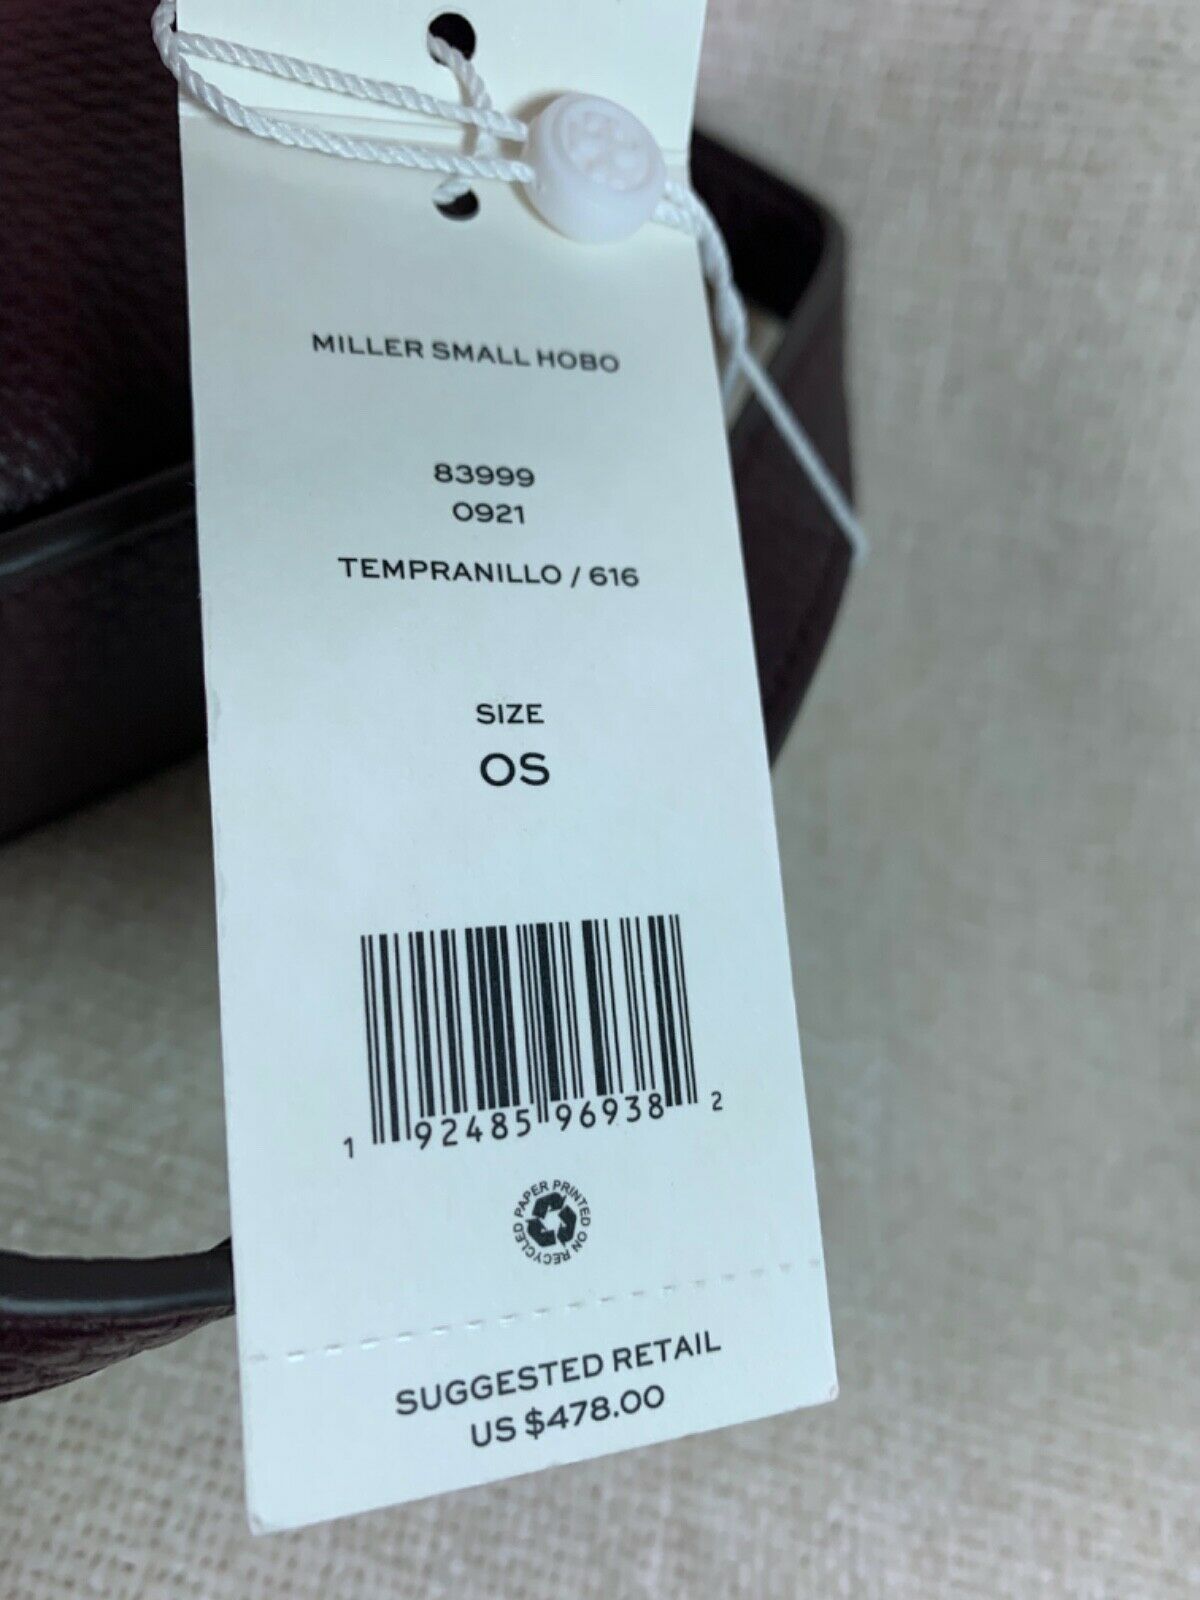 MILLER SMALL HOBO
83999
0921
TEMPRANILLO / 616
SIZE
OS
1 92485 96938 2
PAPER PRINTED ON RECYCLED
SUGGESTED RETAIL
US $478.00